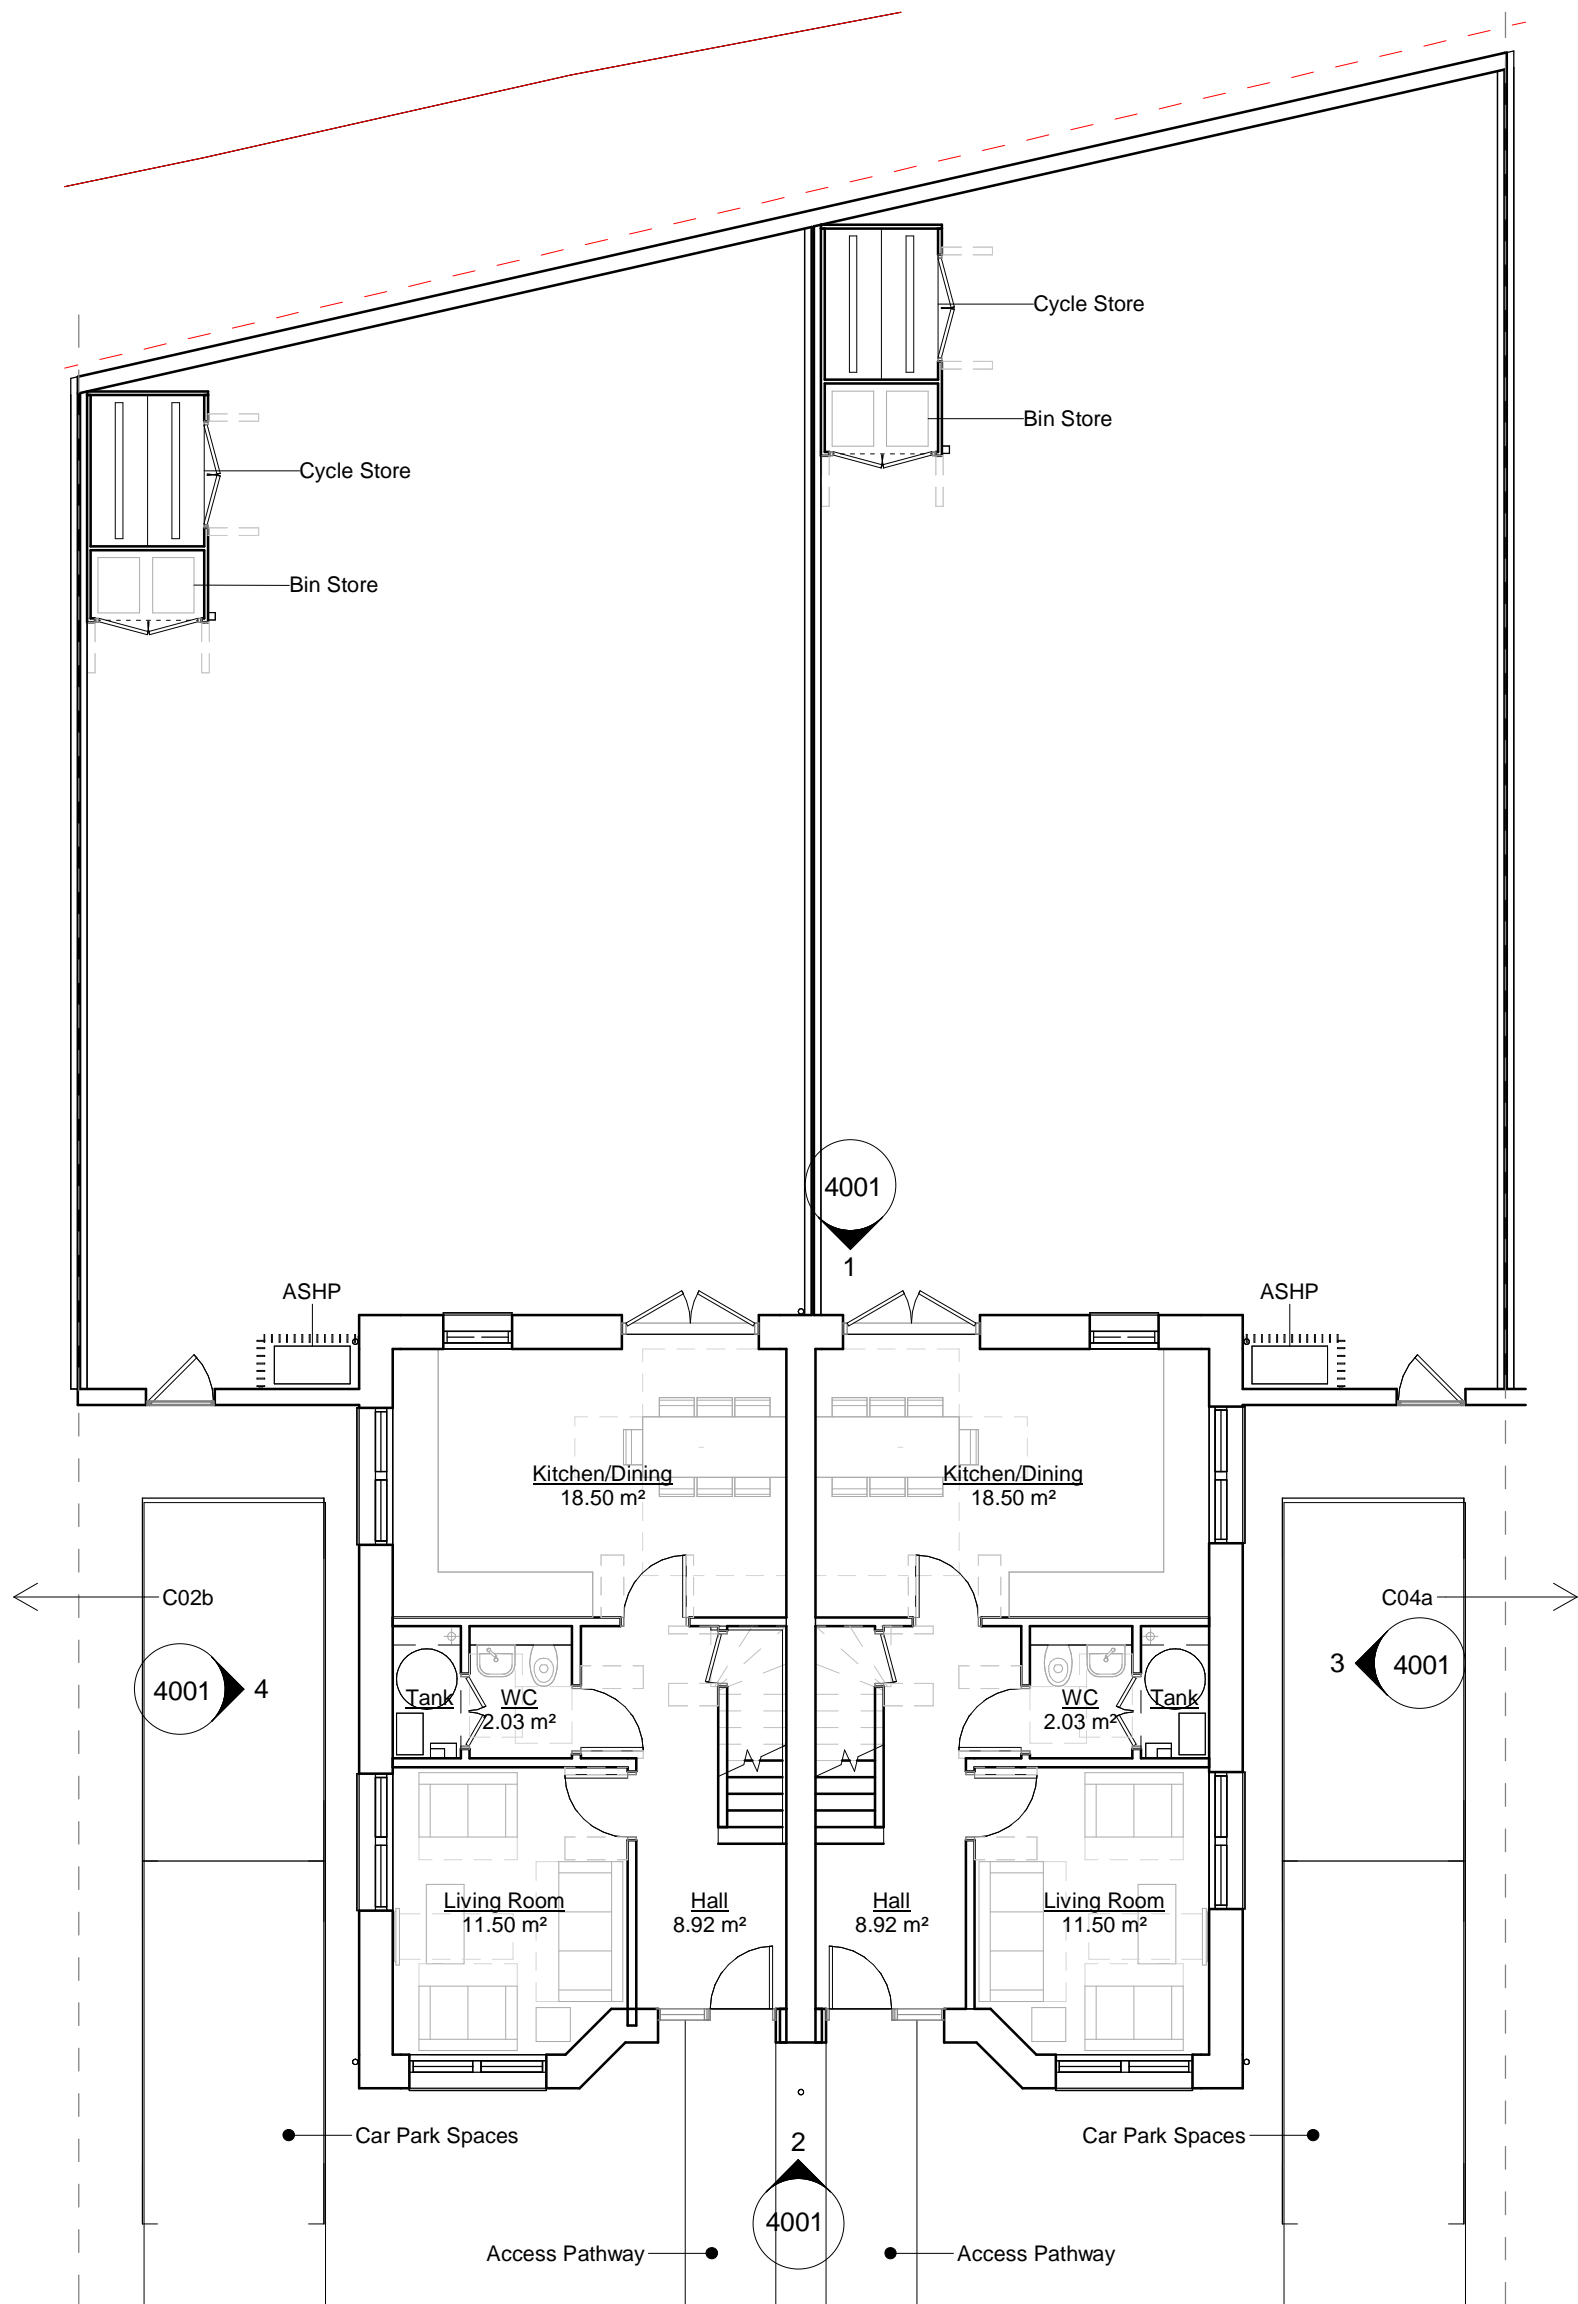 Cycle Store
Bin Store
Cycle Store
Bin Store
4001
1
ASHP
ASHP
Kitchen/Dining
18.50 m²
Kitchen/Dining
18.50 m²
C02b
C04a
4001
4
3
4001
Tank
WC
2.03 m²
WC
2.03 m²
Tank
Living Room
11.50 m²
Hall
8.92 m²
Hall
8.92 m²
Living Room
11.50 m²
Car Park Spaces
Car Park Spaces
2
4001
Access Pathway
Access Pathway